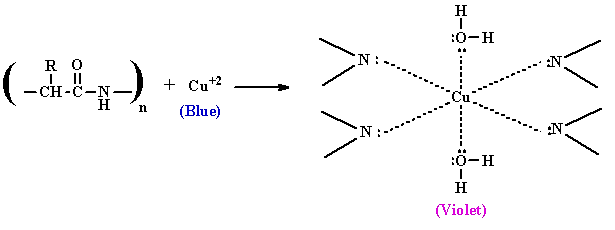 ( R O
–CH–C–N– )n
H
+ Cu+2
(Blue)
H
:O–H
N: :N
Cu
N: :N
:O–H
H
(Violet)